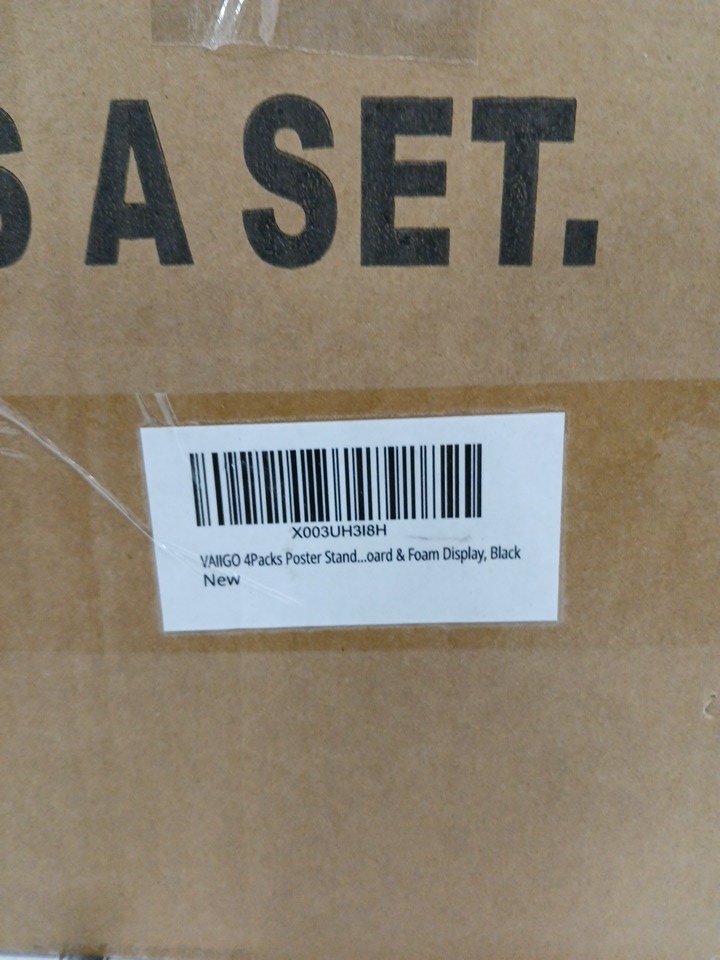 S A SET.
X003UH3I8H
VAIIGO 4Packs Poster Stand...oard & Foam Display, Black
New